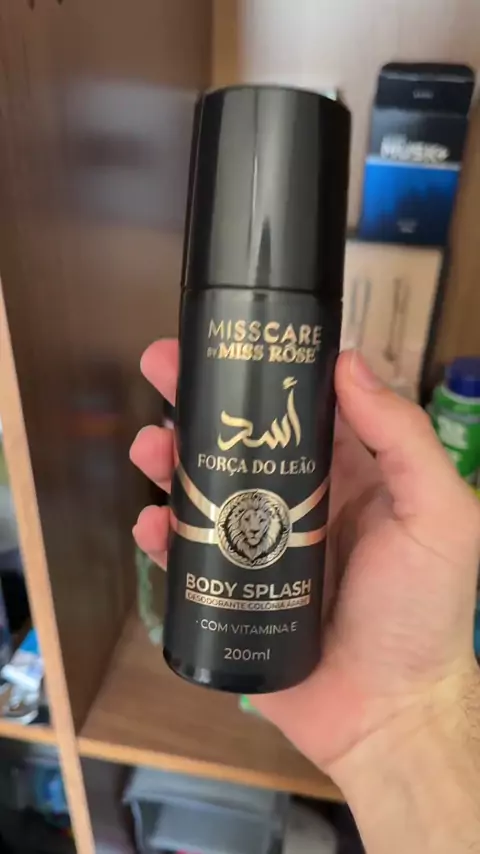 MISSCARE
BY MISS RÔSE
أسد
FORÇA DO LEÃO
BODY SPLASH
DESODORANTE COLÔNIA ÁRABE
· COM VITAMINA E
200ml